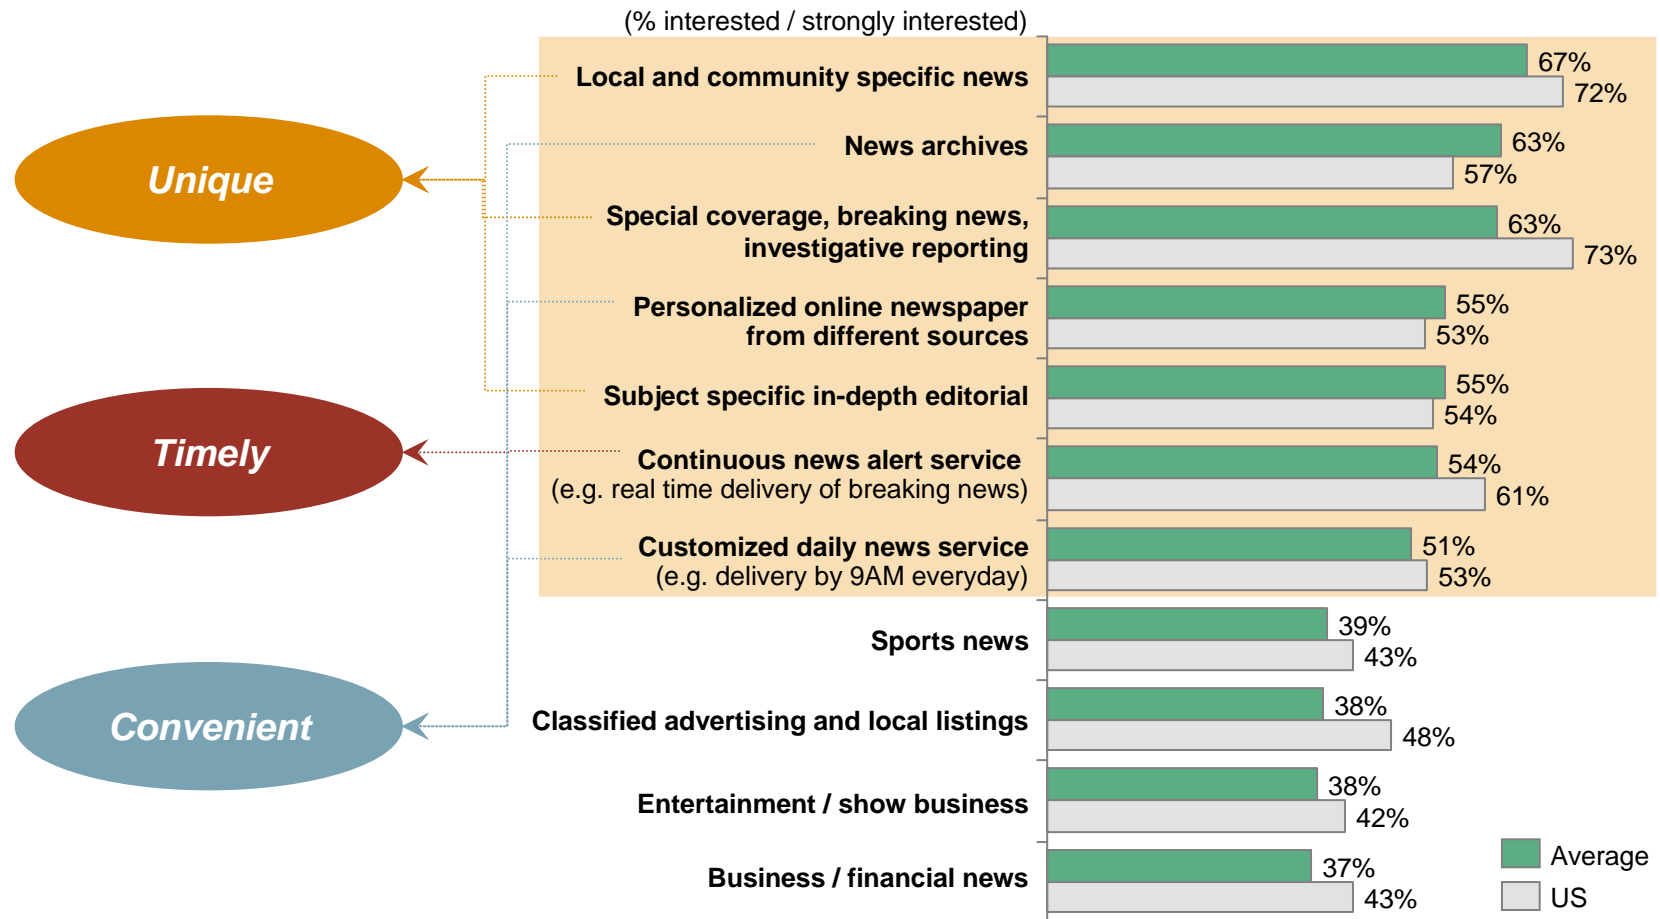 (% interested / strongly interested)
Local and community specific news
67%
72%
Unique
News archives
63%
57%
Special coverage, breaking news,
investigative reporting
63%
73%
Personalized online newspaper
from different sources
55%
53%
Subject specific in-depth editorial
55%
54%
Timely
Continuous news alert service
(e.g. real time delivery of breaking news)
54%
61%
Customized daily news service
(e.g. delivery by 9AM everyday)
51%
53%
Sports news
39%
43%
Convenient
Classified advertising and local listings
38%
48%
Entertainment / show business
38%
42%
Business / financial news
37%
43%
Average
US